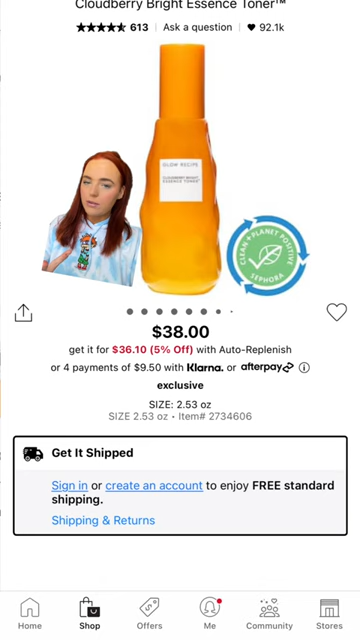 Cloudberry Bright Essence Toner™
613 | Ask a question | 92.1k
GLOW RECIPE
CLOUDBERRY BRIGHT
ESSENCE TONER
CLEAN + PLANET POSITIVE
SEPHORA
$38.00
get it for $36.10 (5% Off) with Auto-Replenish
or 4 payments of $9.50 with Klarna. or afterpay
exclusive
SIZE: 2.53 oz
SIZE 2.53 oz • Item# 2734606
Get It Shipped
Sign in or create an account to enjoy FREE standard
shipping.
Shipping & Returns
Home Shop Offers Me Community Stores